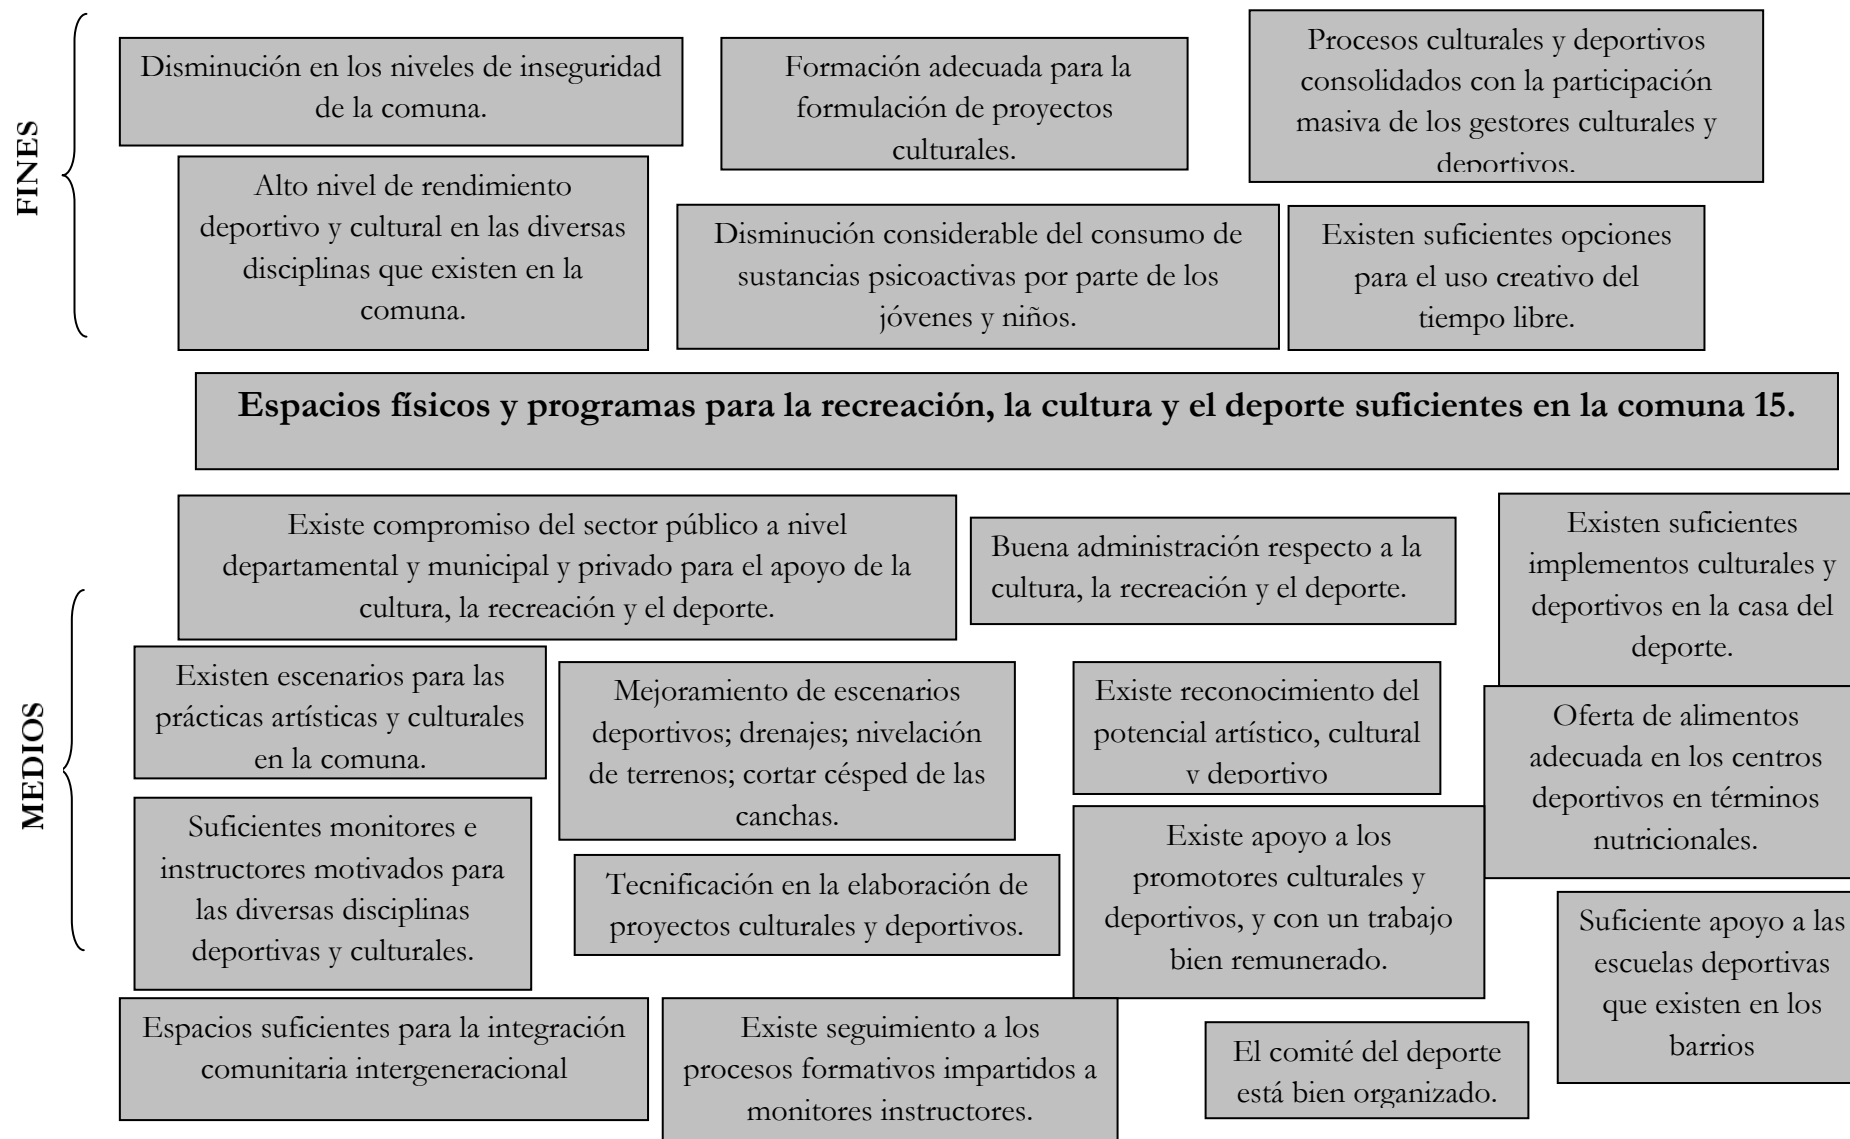 FINES
Disminución en los niveles de inseguridad
de la comuna.
Formación adecuada para la
formulación de proyectos
culturales.
Procesos culturales y deportivos
consolidados con la participación
masiva de los gestores culturales y
deportivos.
Alto nivel de rendimiento
deportivo y cultural en las diversas
disciplinas que existen en la
comuna.
Disminución considerable del consumo de
sustancias psicoactivas por parte de los
jóvenes y niños.
Existen suficientes opciones
para el uso creativo del
tiempo libre.
Espacios físicos y programas para la recreación, la cultura y el deporte suficientes en la comuna 15.
MEDIOS
Existe compromiso del sector público a nivel
departamental y municipal y privado para el apoyo de la
cultura, la recreación y el deporte.
Buena administración respecto a la
cultura, la recreación y el deporte.
Existen suficientes
implementos culturales y
deportivos en la casa del
deporte.
Existen escenarios para las
prácticas artísticas y culturales
en la comuna.
Mejoramiento de escenarios
deportivos; drenajes; nivelación
de terrenos; cortar césped de las
canchas.
Existe reconocimiento del
potencial artístico, cultural
y deportivo
Oferta de alimentos
adecuada en los centros
deportivos en términos
nutricionales.
Suficientes monitores e
instructores motivados para
las diversas disciplinas
deportivas y culturales.
Tecnificación en la elaboración de
proyectos culturales y deportivos.
Existe apoyo a los
promotores culturales y
deportivos, y con un trabajo
bien remunerado.
Suficiente apoyo a las
escuelas deportivas
que existen en los
barrios
Espacios suficientes para la integración
comunitaria intergeneracional
Existe seguimiento a los
procesos formativos impartidos a
monitores instructores.
El comité del deporte
está bien organizado.